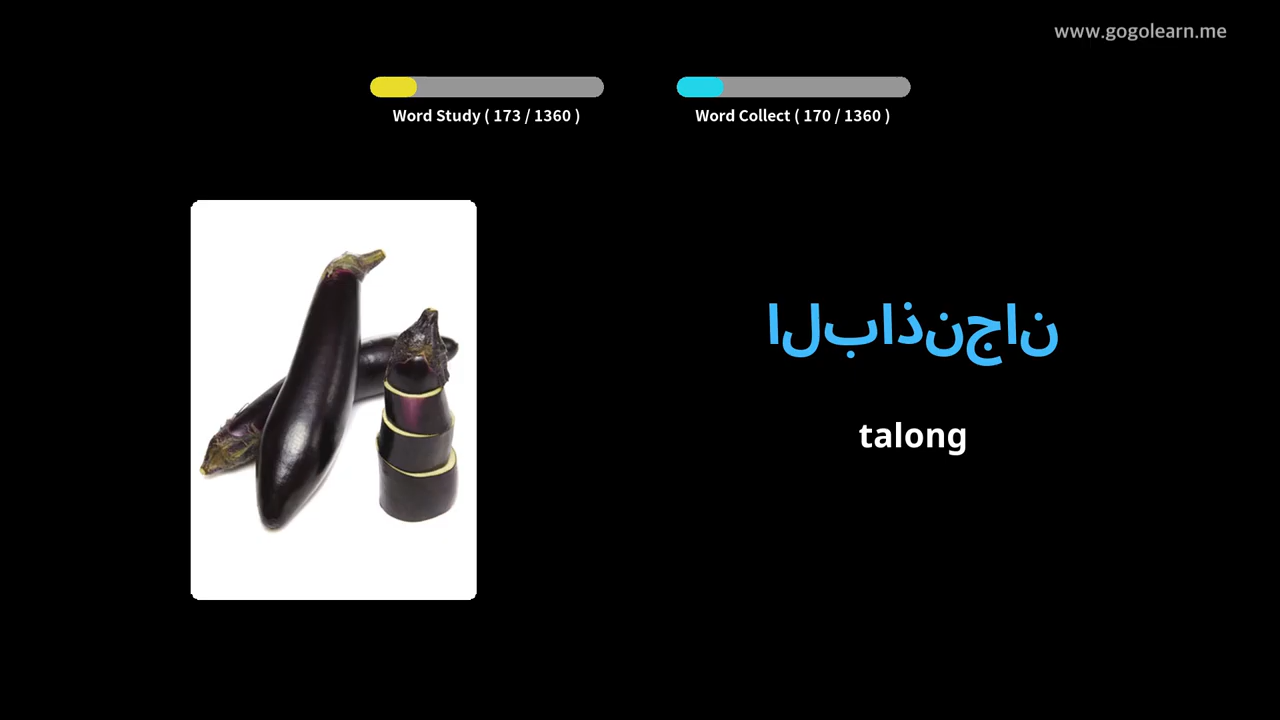 www.gogolearn.me
Word Study ( 173 / 1360 )
Word Collect ( 170 / 1360 )
الباذنجان
talong